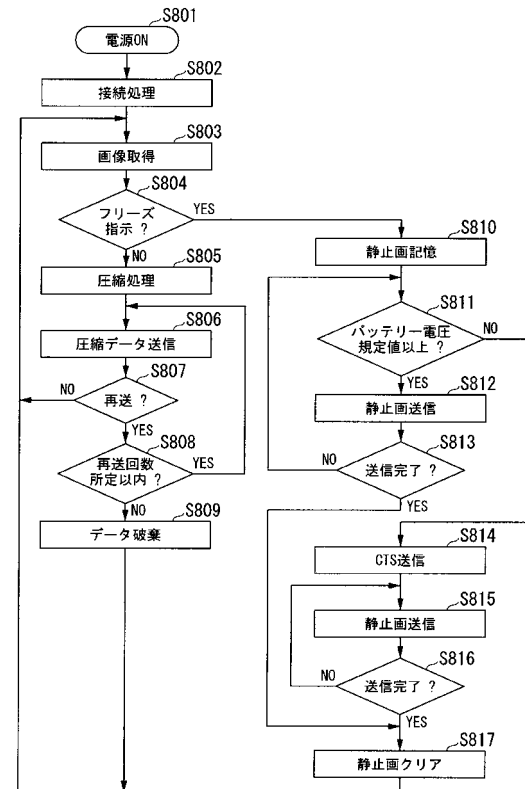 S801
電源ON
S802
接続処理
S803
画像取得
S804
フリーズ
指示 ?
YES
NO
S805
圧縮処理
S806
圧縮データ送信
S807
再送 ?
NO
YES
S808
再送回数
所定以内 ?
YES
NO
S809
データ破棄
S810
静止画記憶
S811
バッテリー電圧
規定値以上 ?
NO
YES
S812
静止画送信
S813
送信完了 ?
NO
YES
S814
CTS送信
S815
静止画送信
S816
送信完了 ?
NO
YES
S817
静止画クリア